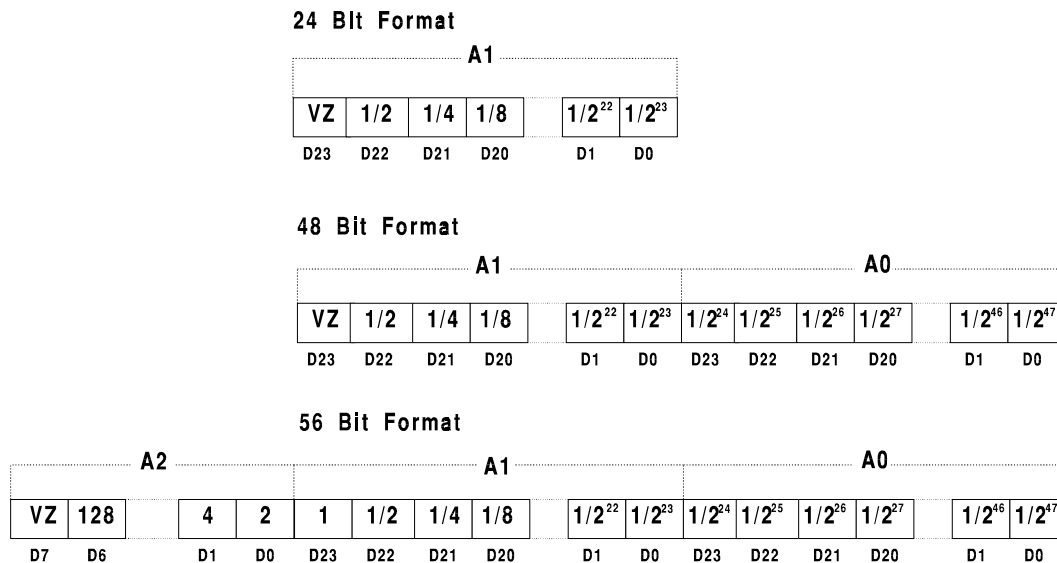 24 Bit Format
A1
VZ 1/2 1/4 1/8 1/2²² 1/2²³
D23 D22 D21 D20 D1 D0
48 Bit Format
A1 A0
VZ 1/2 1/4 1/8 1/2²² 1/2²³ 1/2²⁴ 1/2²⁵ 1/2²⁶ 1/2²⁷ 1/2⁴⁶ 1/2⁴⁷
D23 D22 D21 D20 D1 D0 D23 D22 D21 D20 D1 D0
56 Bit Format
A2 A1 A0
VZ 128 4 2 1 1/2 1/4 1/8 1/2²² 1/2²³ 1/2²⁴ 1/2²⁵ 1/2²⁶ 1/2²⁷ 1/2⁴⁶ 1/2⁴⁷
D7 D6 D1 D0 D23 D22 D21 D20 D1 D0 D23 D22 D21 D20 D1 D0